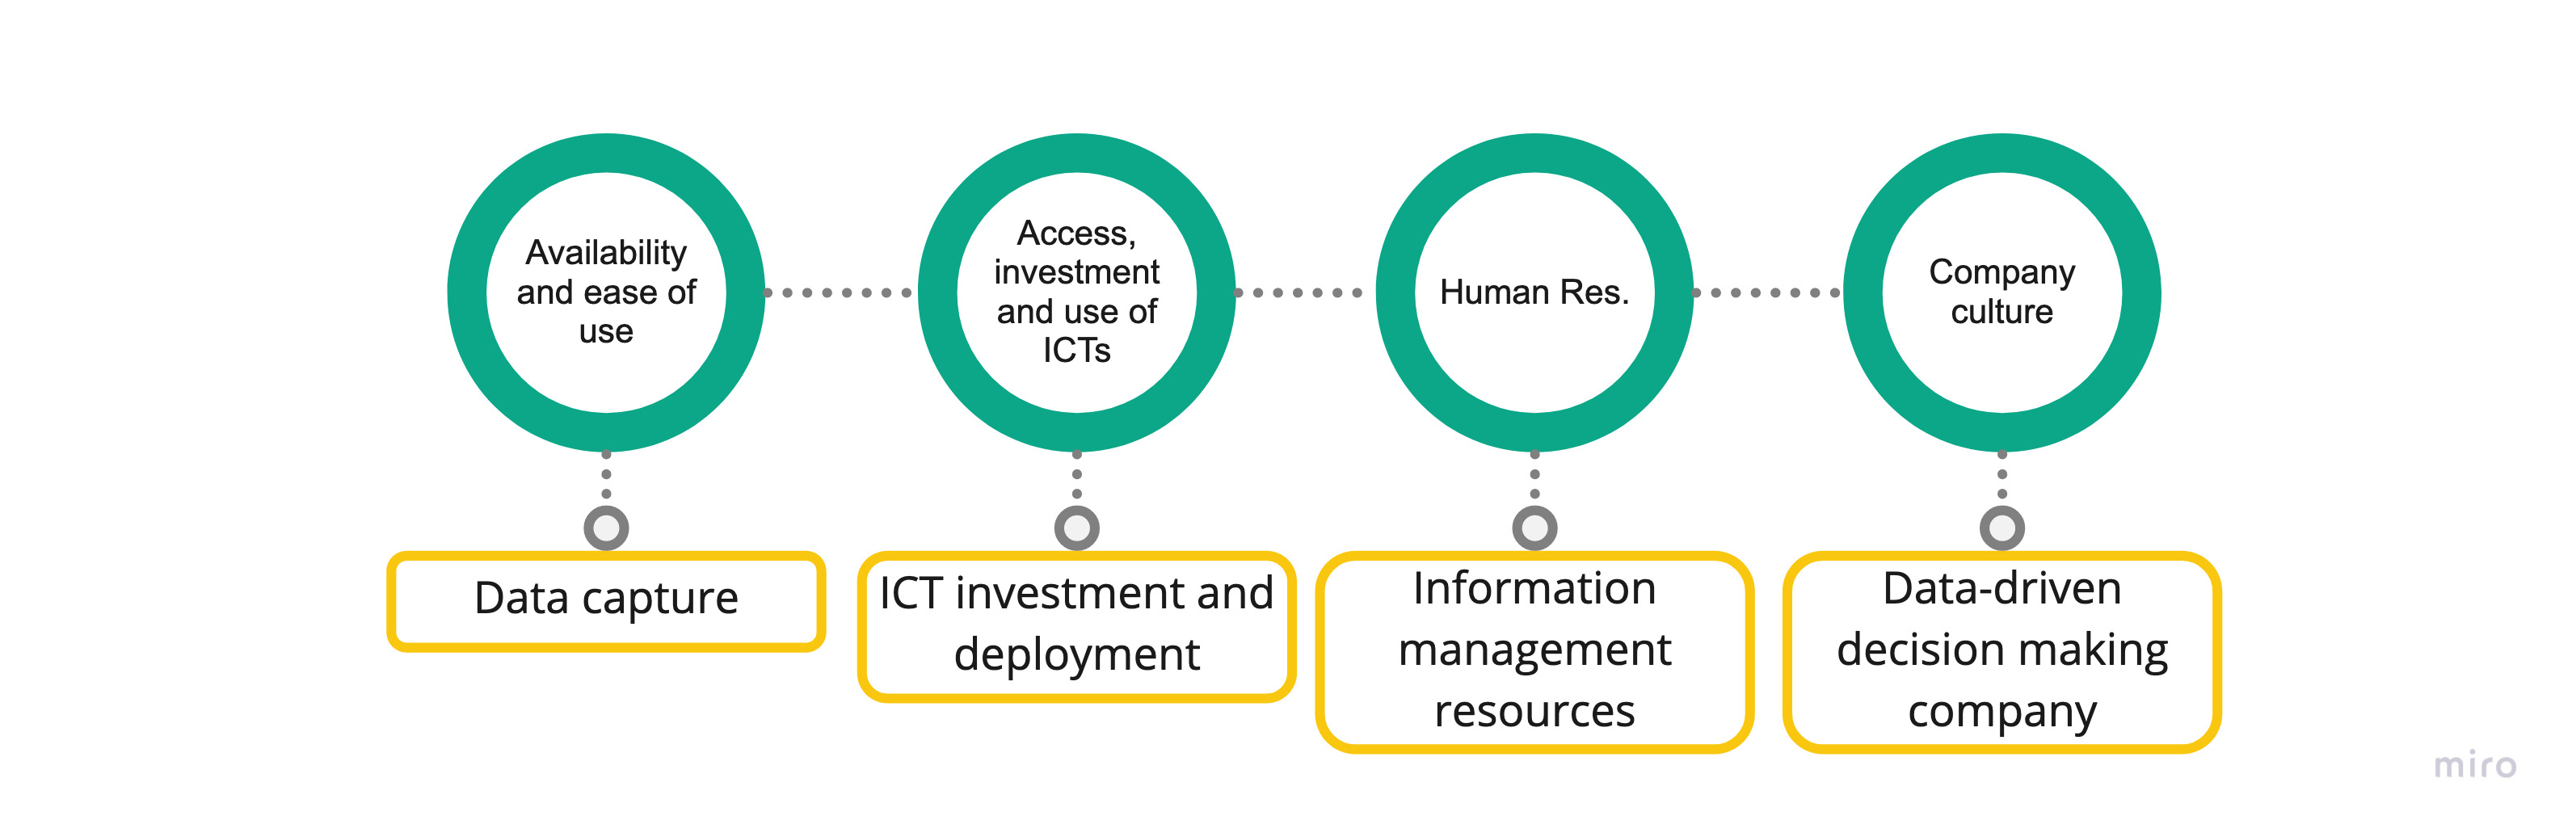 Availability
and ease of
use
Access,
investment
and use of
ICTs
Human Res.
Company
culture
Data capture
ICT investment and
deployment
Information
management
resources
Data-driven
decision making
company
miro